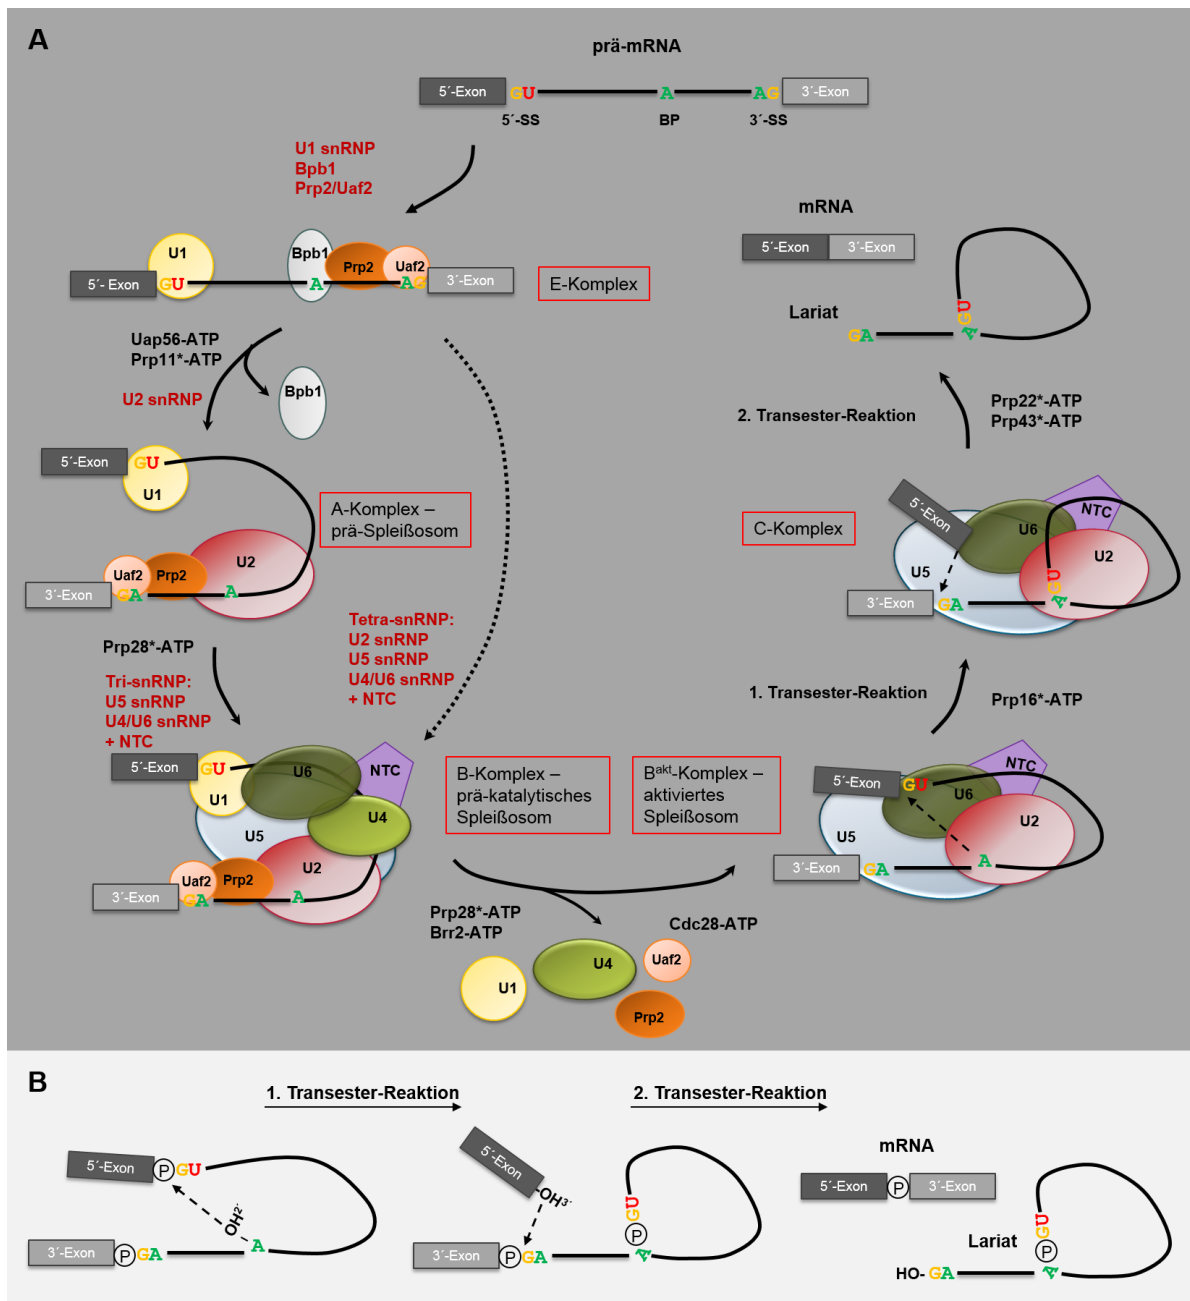 A
prä-mRNA
5´-Exon
GU
A
AG
3´-Exon
5´-SS
BP
3´-SS
U1 snRNP
Bpb1
Prp2/Uaf2
U1
Bpb1
Prp2
Uaf2
5´- Exon
GU
A
AG
3´-Exon
E-Komplex
Uap56-ATP
Prp11*-ATP
U2 snRNP
Bpb1
5´-Exon
GU
U1
A-Komplex –
prä-Spleißosom
U2
Uaf2
Prp2
3´-Exon
GA
A
Prp28*-ATP
Tri-snRNP:
U5 snRNP
U4/U6 snRNP
+ NTC
Tetra-snRNP:
U2 snRNP
U5 snRNP
U4/U6 snRNP
+ NTC
5´-Exon
GU
U1
U6
NTC
U4
U5
U2
Uaf2
Prp2
3´-Exon
GA
A
B-Komplex –
prä-katalytisches
Spleißosom
Prp28*-ATP
Brr2-ATP
Cdc28-ATP
U1
U4
Uaf2
Prp2
Bakt-Komplex –
aktiviertes
Spleißosom
5´-Exon
GU
U6
NTC
U2
U5
3´-Exon
GA
A
1. Transester-Reaktion
Prp16*-ATP
C-Komplex
5´-Exon
U6
NTC
U2
U5
GU
3´-Exon
GA
A
2. Transester-Reaktion
Prp22*-ATP
Prp43*-ATP
mRNA
5´-Exon
3´-Exon
Lariat
GU
GA
A
B
1. Transester-Reaktion
2. Transester-Reaktion
5´-Exon
P
GU
OH2´
3´-Exon
P
GA
A
5´-Exon
-OH3´
GU
P
3´-Exon
P
GA
A
mRNA
5´-Exon
P
3´-Exon
Lariat
GU
P
HO-
GA
A